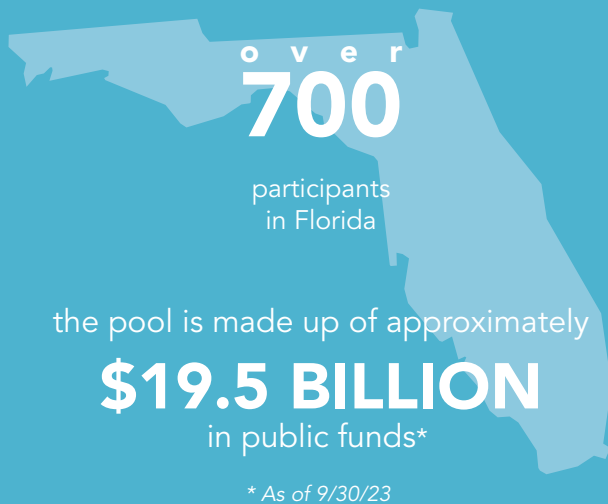 over
700
participants
in Florida
the pool is made up of approximately
$19.5 BILLION
in public funds*
* As of 9/30/23